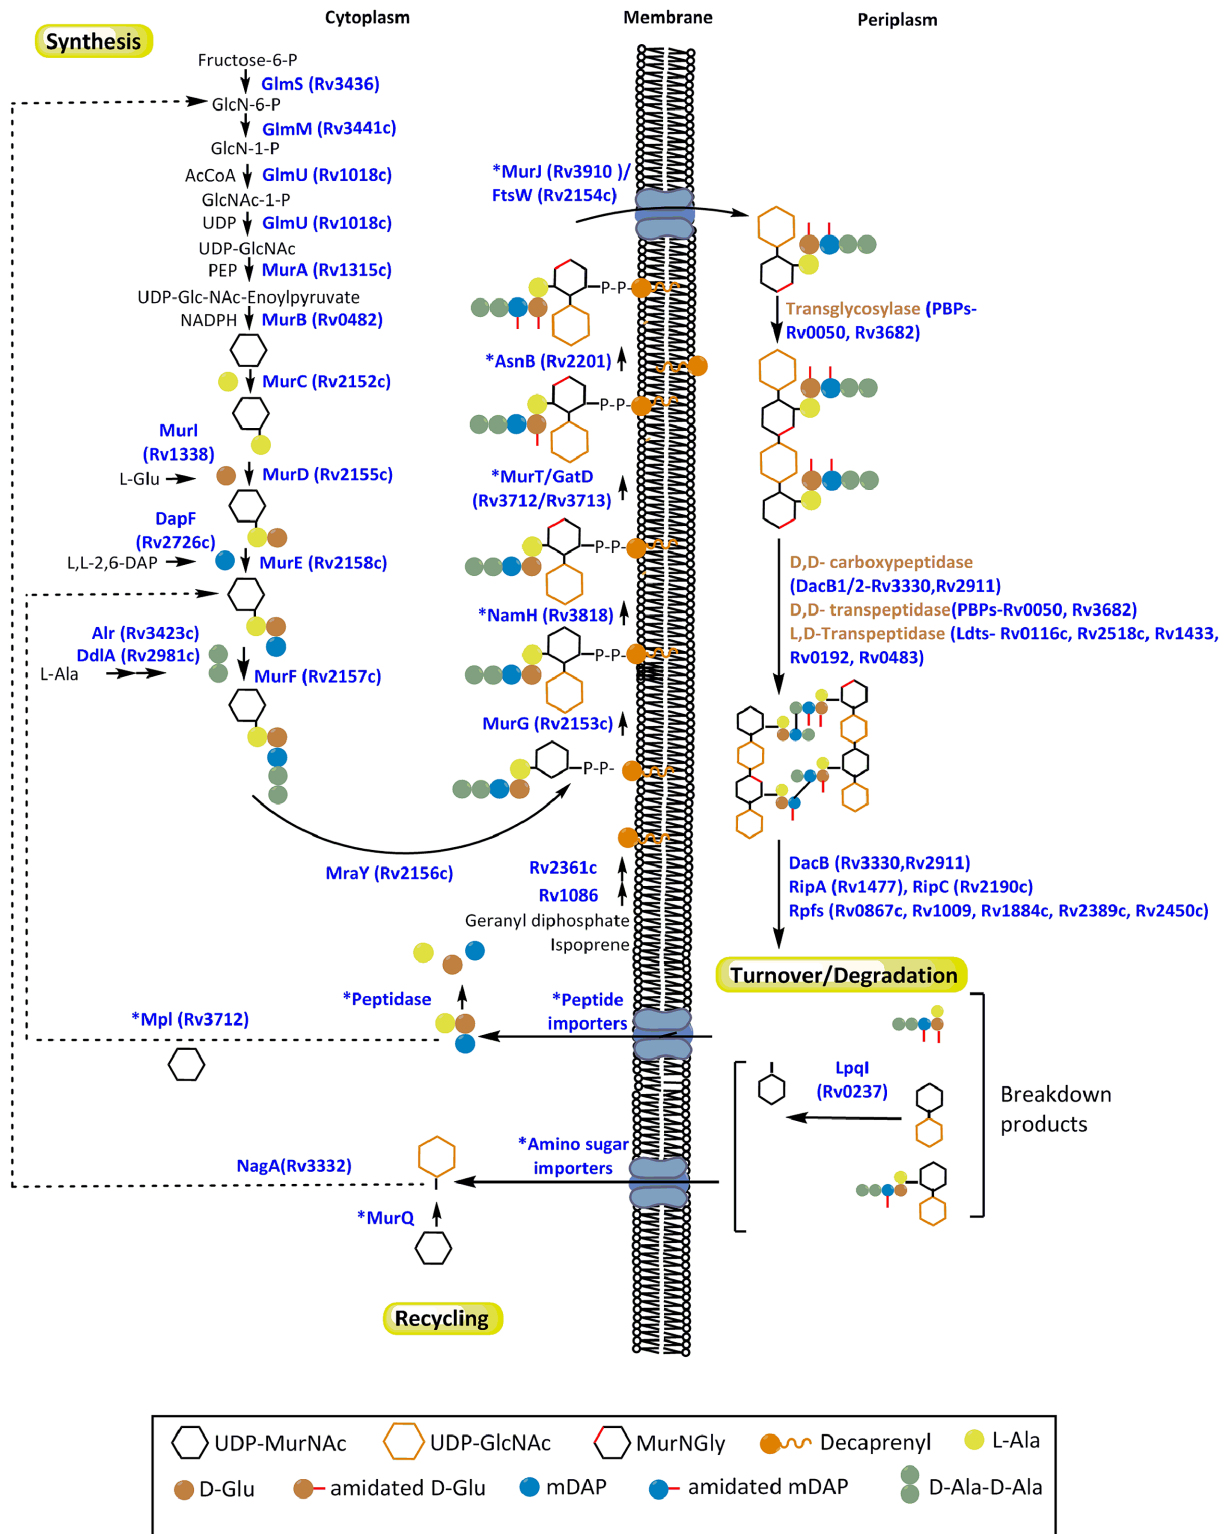 Cytoplasm
Membrane
Periplasm
Synthesis
Fructose-6-P
GlmS (Rv3436)
GlcN-6-P
GlmM (Rv3441c)
GlcN-1-P
AcCoA
GlmU (Rv1018c)
GlcNAc-1-P
UDP
GlmU (Rv1018c)
UDP-GlcNAc
PEP
MurA (Rv1315c)
UDP-Glc-NAc-Enoylpyruvate
NADPH
MurB (Rv0482)
MurC (Rv2152c)
MurI
(Rv1338)
L-Glu
MurD (Rv2155c)
DapF
(Rv2726c)
L,L-2,6-DAP
MurE (Rv2158c)
Alr (Rv3423c)
DdlA (Rv2981c)
L-Ala
MurF (Rv2157c)
MraY (Rv2156c)
*MurJ (Rv3910 )/
FtsW (Rv2154c)
P-P-
*AsnB (Rv2201)
P-P-
*MurT/GatD
(Rv3712/Rv3713)
P-P-
*NamH (Rv3818)
P-P-
MurG (Rv2153c)
P-P-
Rv2361c
Rv1086
Geranyl diphosphate
Ispoprene
Transglycosylase (PBPs-
Rv0050, Rv3682)
D,D- carboxypeptidase
(DacB1/2-Rv3330,Rv2911)
D,D- transpeptidase(PBPs-Rv0050, Rv3682)
L,D-Transpeptidase (Ldts- Rv0116c, Rv2518c, Rv1433,
Rv0192, Rv0483)
DacB (Rv3330,Rv2911)
RipA (Rv1477), RipC (Rv2190c)
Rpfs (Rv0867c, Rv1009, Rv1884c, Rv2389c, Rv2450c)
Turnover/Degradation
*Peptidase
*Peptide
importers
*Mpl (Rv3712)
LpqI
(Rv0237)
Breakdown
products
*Amino sugar
importers
NagA(Rv3332)
*MurQ
Recycling
UDP-MurNAc
UDP-GlcNAc
MurNGly
Decaprenyl
L-Ala
D-Glu
amidated D-Glu
mDAP
amidated mDAP
D-Ala-D-Ala